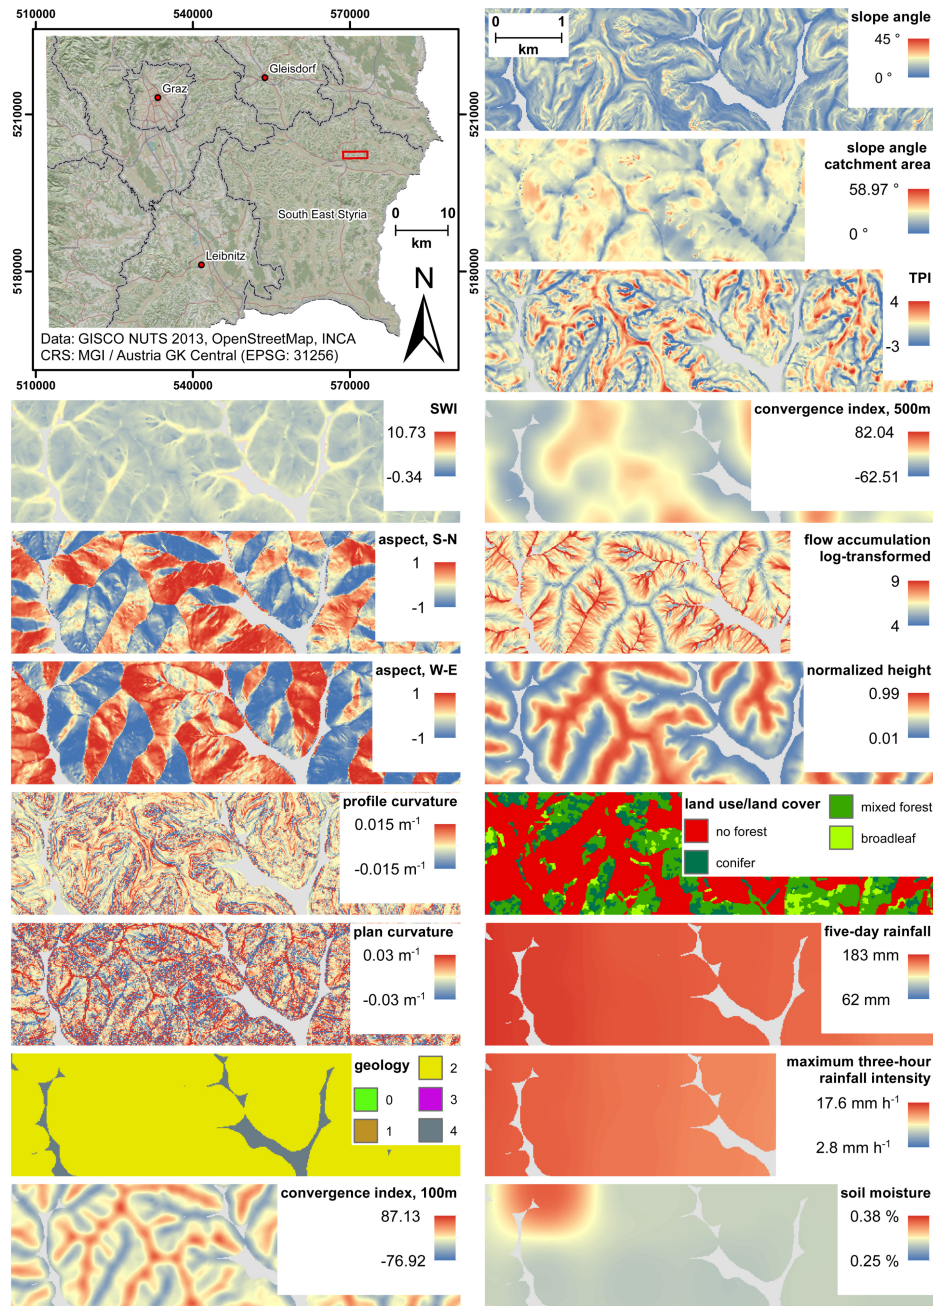 510000
540000
570000
5210000
5180000
Gleisdorf
Graz
South East Styria
Leibnitz
0 10
km
N
Data: GISCO NUTS 2013, OpenStreetMap, INCA
CRS: MGI / Austria GK Central (EPSG: 31256)
5210000
5180000
510000
540000
570000
0 1
km
slope angle
45 °
0 °
slope angle
catchment area
58.97 °
0 °
TPI
4
-3
SWI
10.73
-0.34
convergence index, 500m
82.04
-62.51
aspect, S-N
1
-1
flow accumulation
log-transformed
9
4
aspect, W-E
1
-1
normalized height
0.99
0.01
profile curvature
0.015 m⁻¹
-0.015 m⁻¹
land use/land cover
no forest
conifer
mixed forest
broadleaf
plan curvature
0.03 m⁻¹
-0.03 m⁻¹
five-day rainfall
183 mm
62 mm
geology
0
1
2
3
4
maximum three-hour
rainfall intensity
17.6 mm h⁻¹
2.8 mm h⁻¹
convergence index, 100m
87.13
-76.92
soil moisture
0.38 %
0.25 %